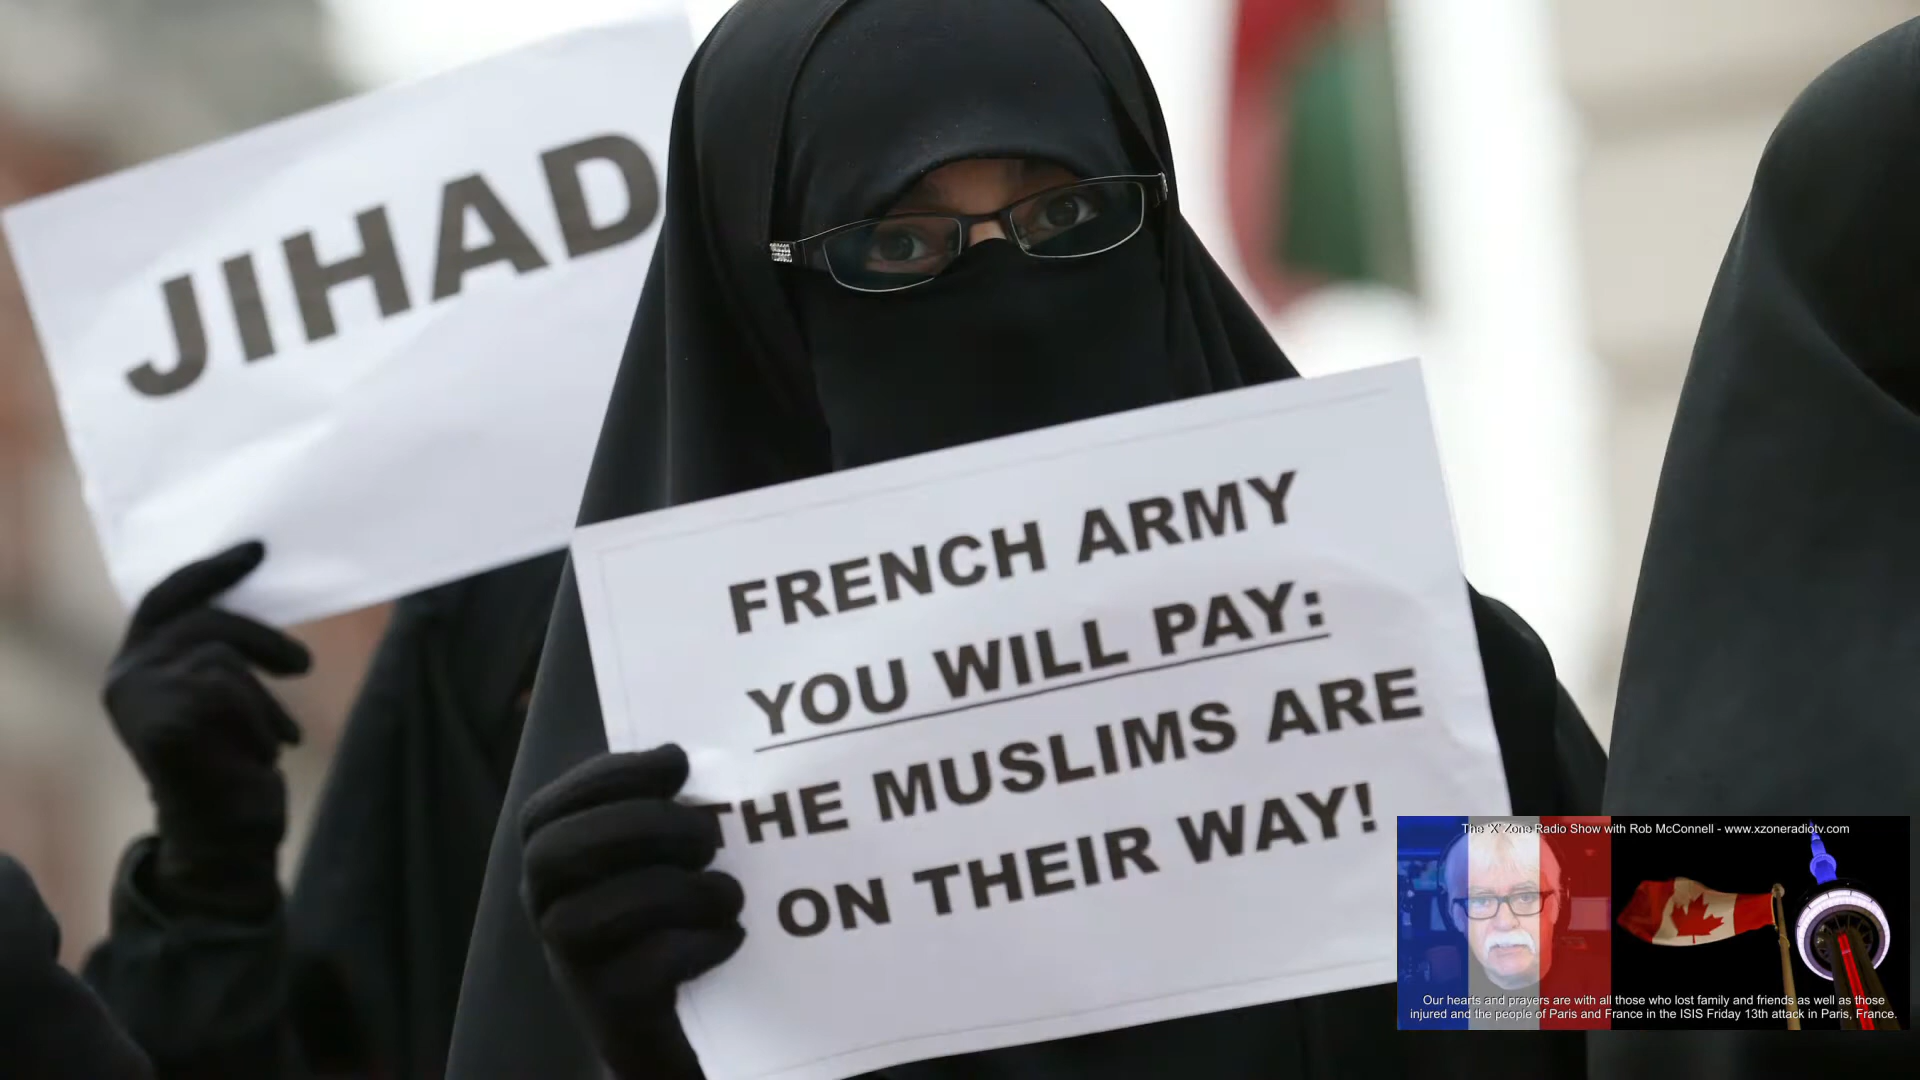 JIHAD
FRENCH ARMY
YOU WILL PAY:
THE MUSLIMS ARE
ON THEIR WAY!
The 'X' Zone Radio Show with Rob McConnell - www.xzoneradiotv.com
Our hearts and prayers are with all those who lost family and friends as well as those
injured and the people of Paris and France in the ISIS Friday 13th attack in Paris, France.